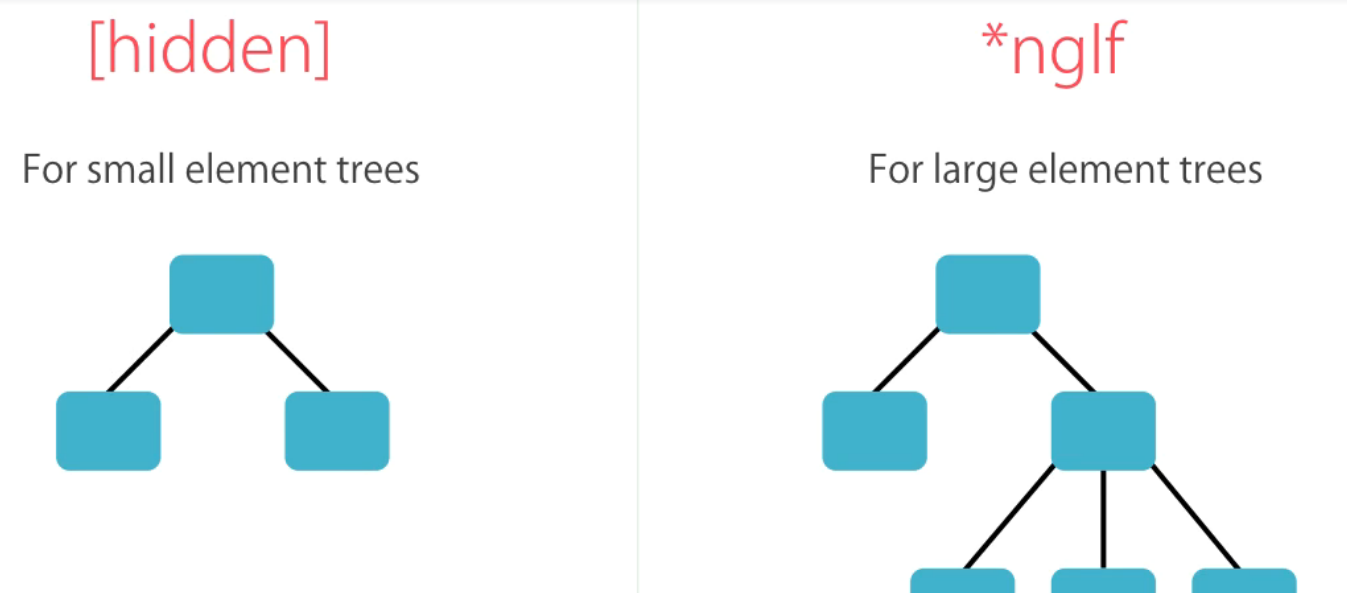 [hidden]
For small element trees
*ngIf
For large element trees